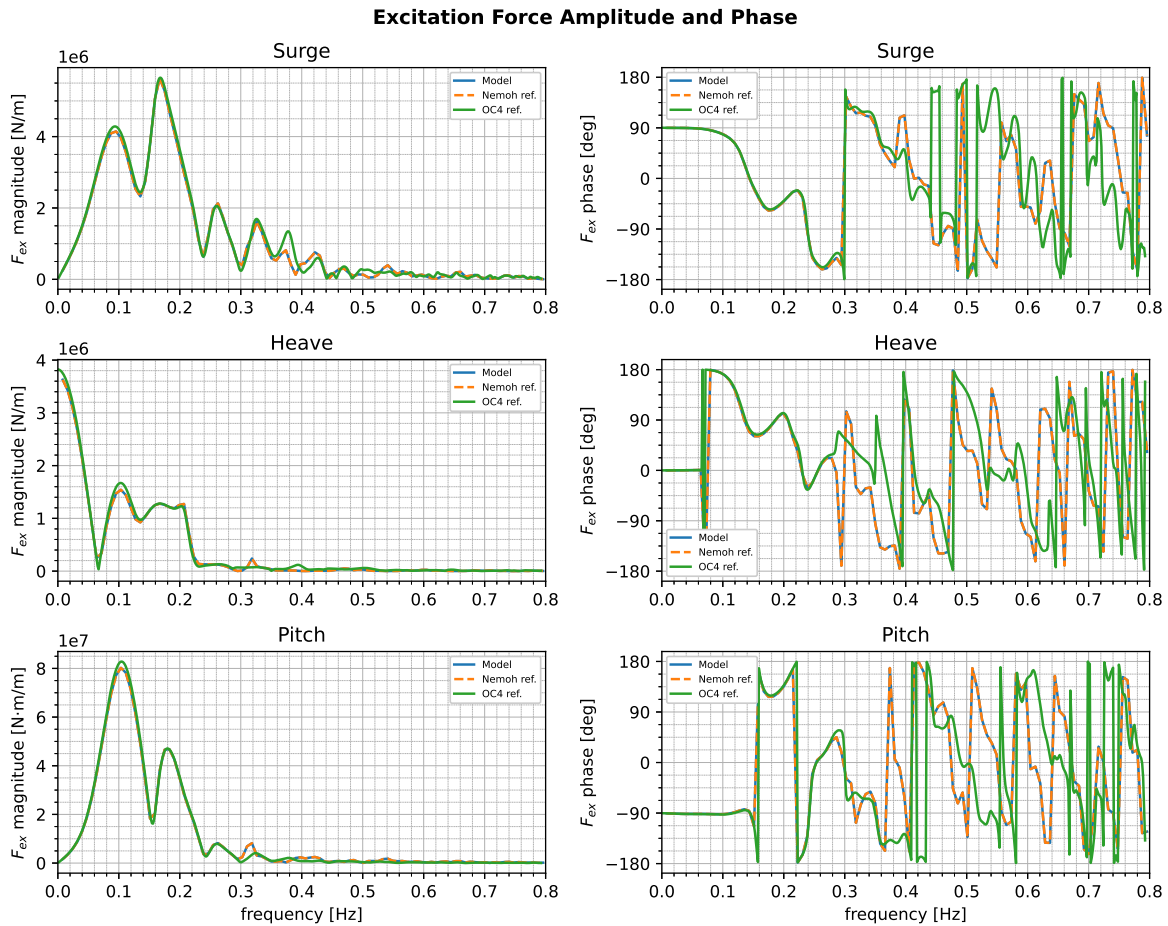 Excitation Force Amplitude and Phase
Surge
1e6
F_ex magnitude [N/m]
4
2
0
0.0 0.1 0.2 0.3 0.4 0.5 0.6 0.7 0.8
Model
Nemoh ref.
OC4 ref.
Surge
F_ex phase [deg]
180
90
0
−90
−180
0.0 0.1 0.2 0.3 0.4 0.5 0.6 0.7 0.8
Model
Nemoh ref.
OC4 ref.
Heave
1e6
F_ex magnitude [N/m]
4
3
2
1
0
0.0 0.1 0.2 0.3 0.4 0.5 0.6 0.7 0.8
Model
Nemoh ref.
OC4 ref.
Heave
F_ex phase [deg]
180
90
0
−90
−180
0.0 0.1 0.2 0.3 0.4 0.5 0.6 0.7 0.8
Model
Nemoh ref.
OC4 ref.
Pitch
1e7
F_ex magnitude [N·m/m]
8
6
4
2
0
0.0 0.1 0.2 0.3 0.4 0.5 0.6 0.7 0.8
frequency [Hz]
Model
Nemoh ref.
OC4 ref.
Pitch
F_ex phase [deg]
180
90
0
−90
−180
0.0 0.1 0.2 0.3 0.4 0.5 0.6 0.7 0.8
frequency [Hz]
Model
Nemoh ref.
OC4 ref.